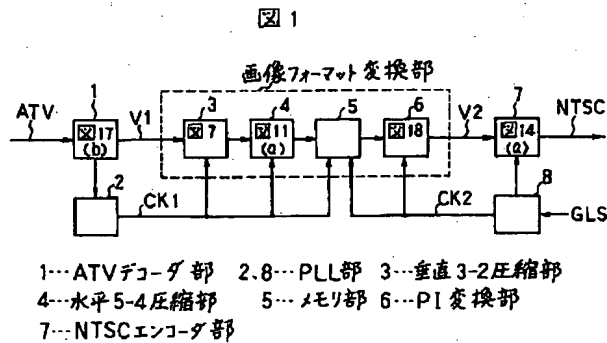 図1
画像フォーマット変換部
1 3 4 5 6 7
ATV 図17(b) V1 図7 図11(a) 図18 V2 図14(a) NTSC
2 CK1 CK2 8 GLS
1…ATVデコーダ部 2、8…PLL部 3…垂直3-2圧縮部
4…水平5-4圧縮部 5…メモリ部 6…PI変換部
7…NTSCエンコーダ部